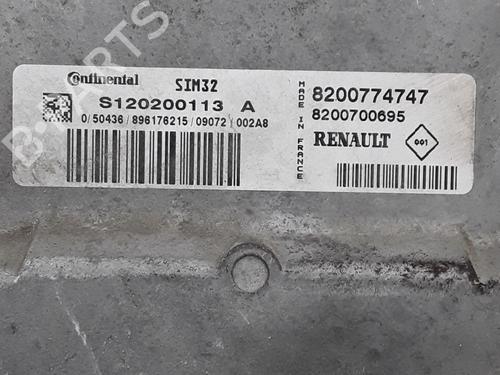 Continental SIM32
S120200113 A
0/50436/896176215/09072/002A8
MADE IN FRANCE
8200774747
8200700695
RENAULT 001
B-PARTS